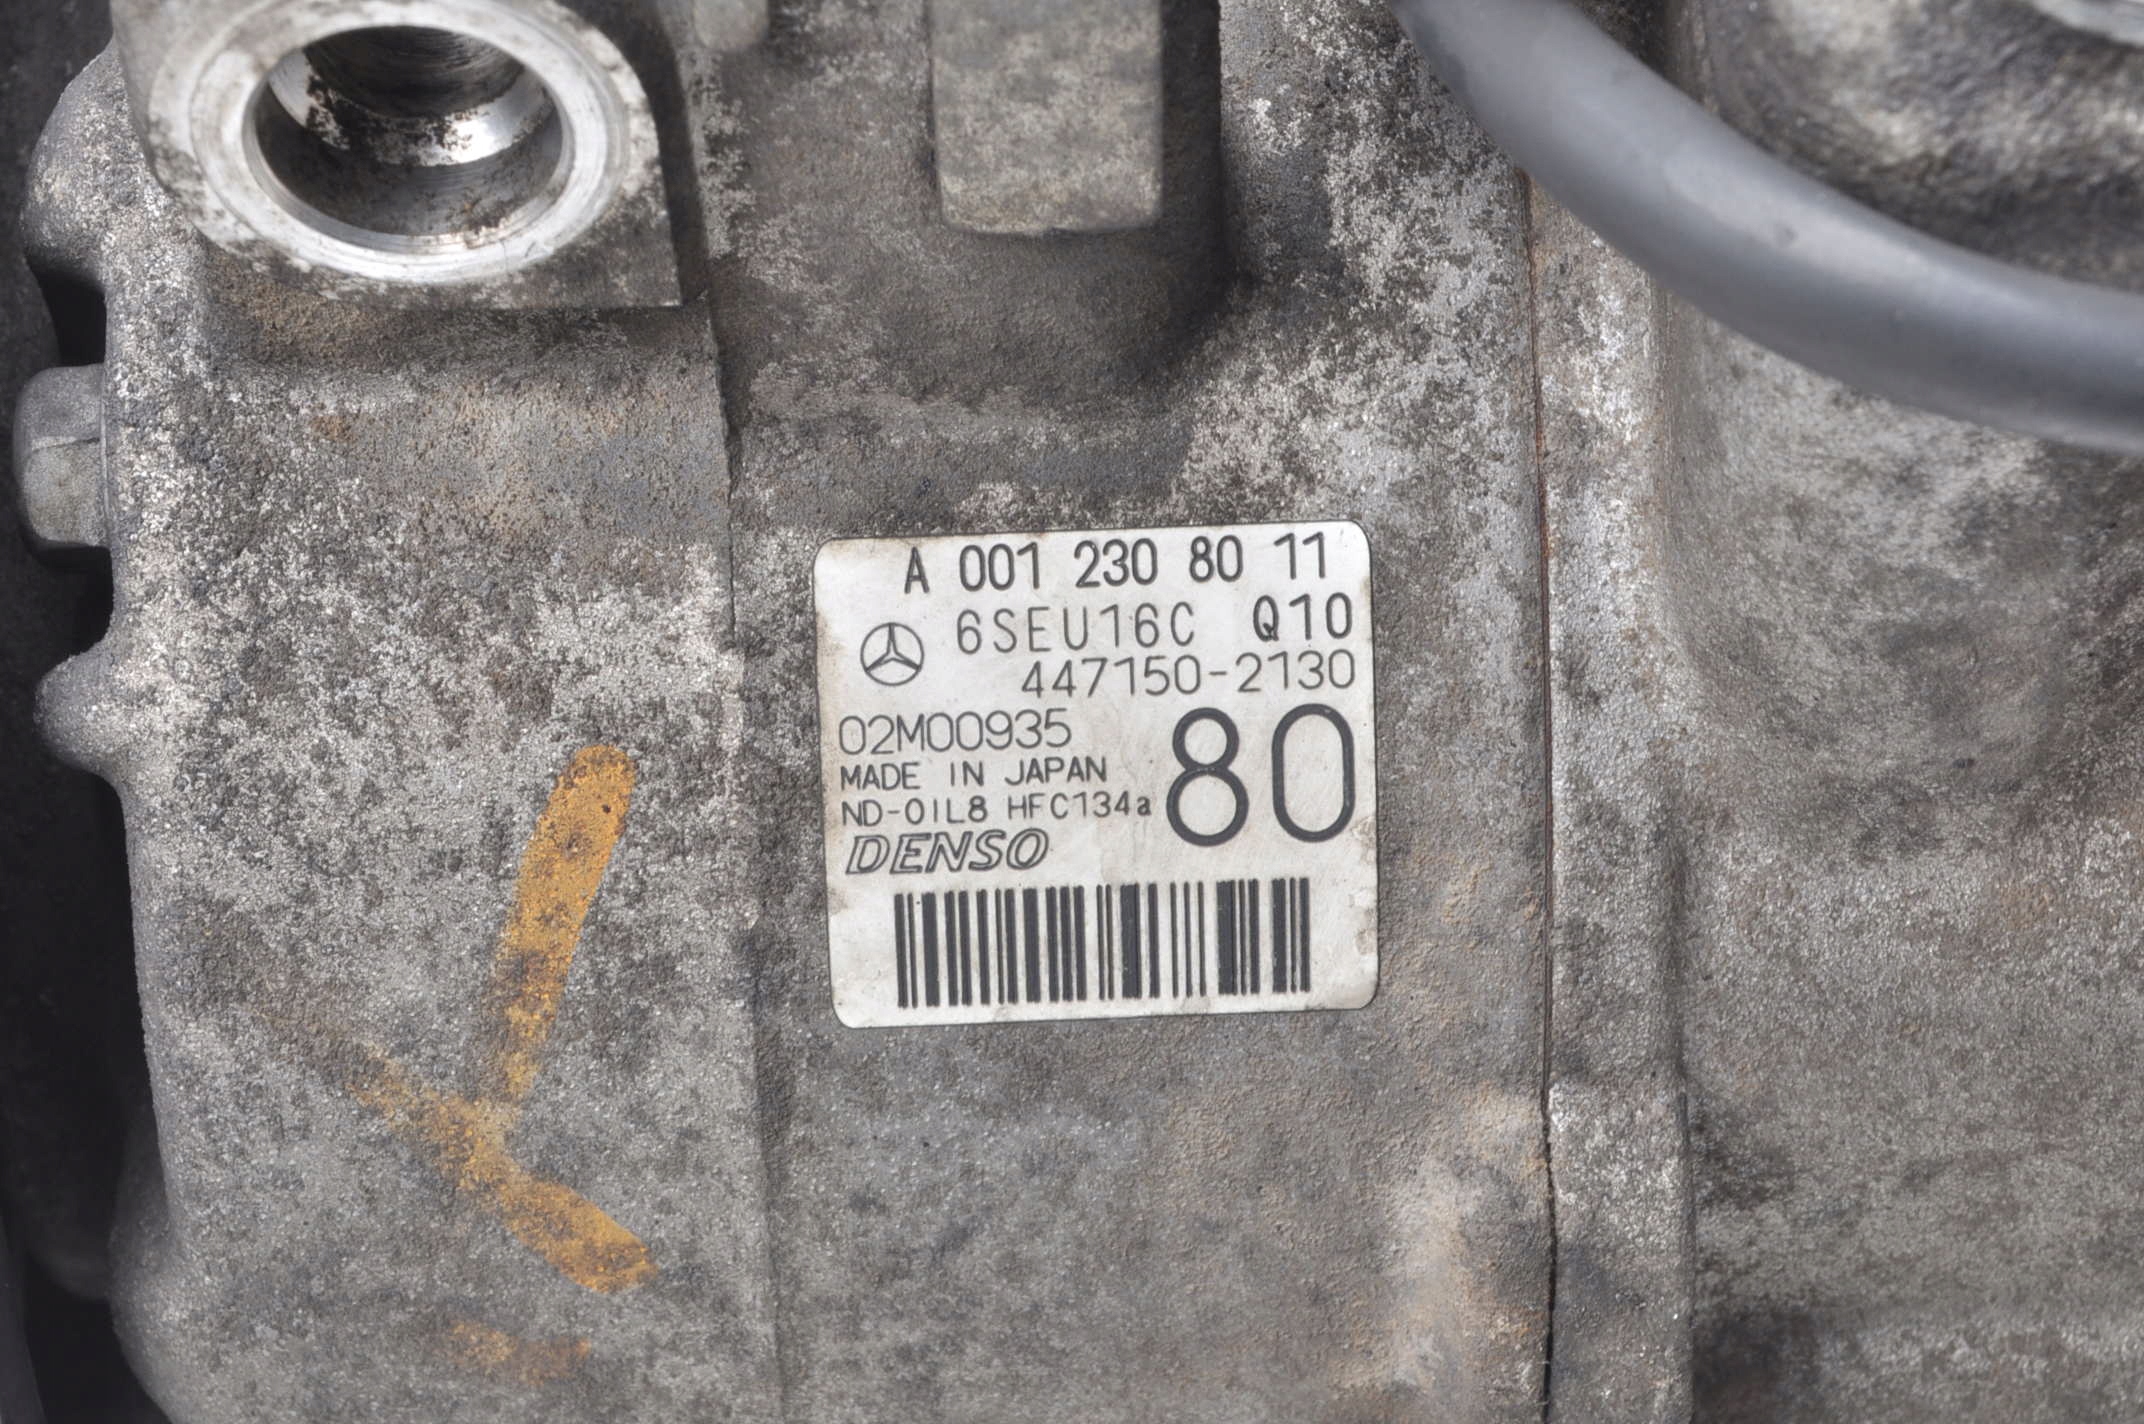 A 001 230 80 11
6SEU16C Q10
447150-2130
02M00935
80
MADE IN JAPAN
ND-OIL8 HFC134a
DENSO